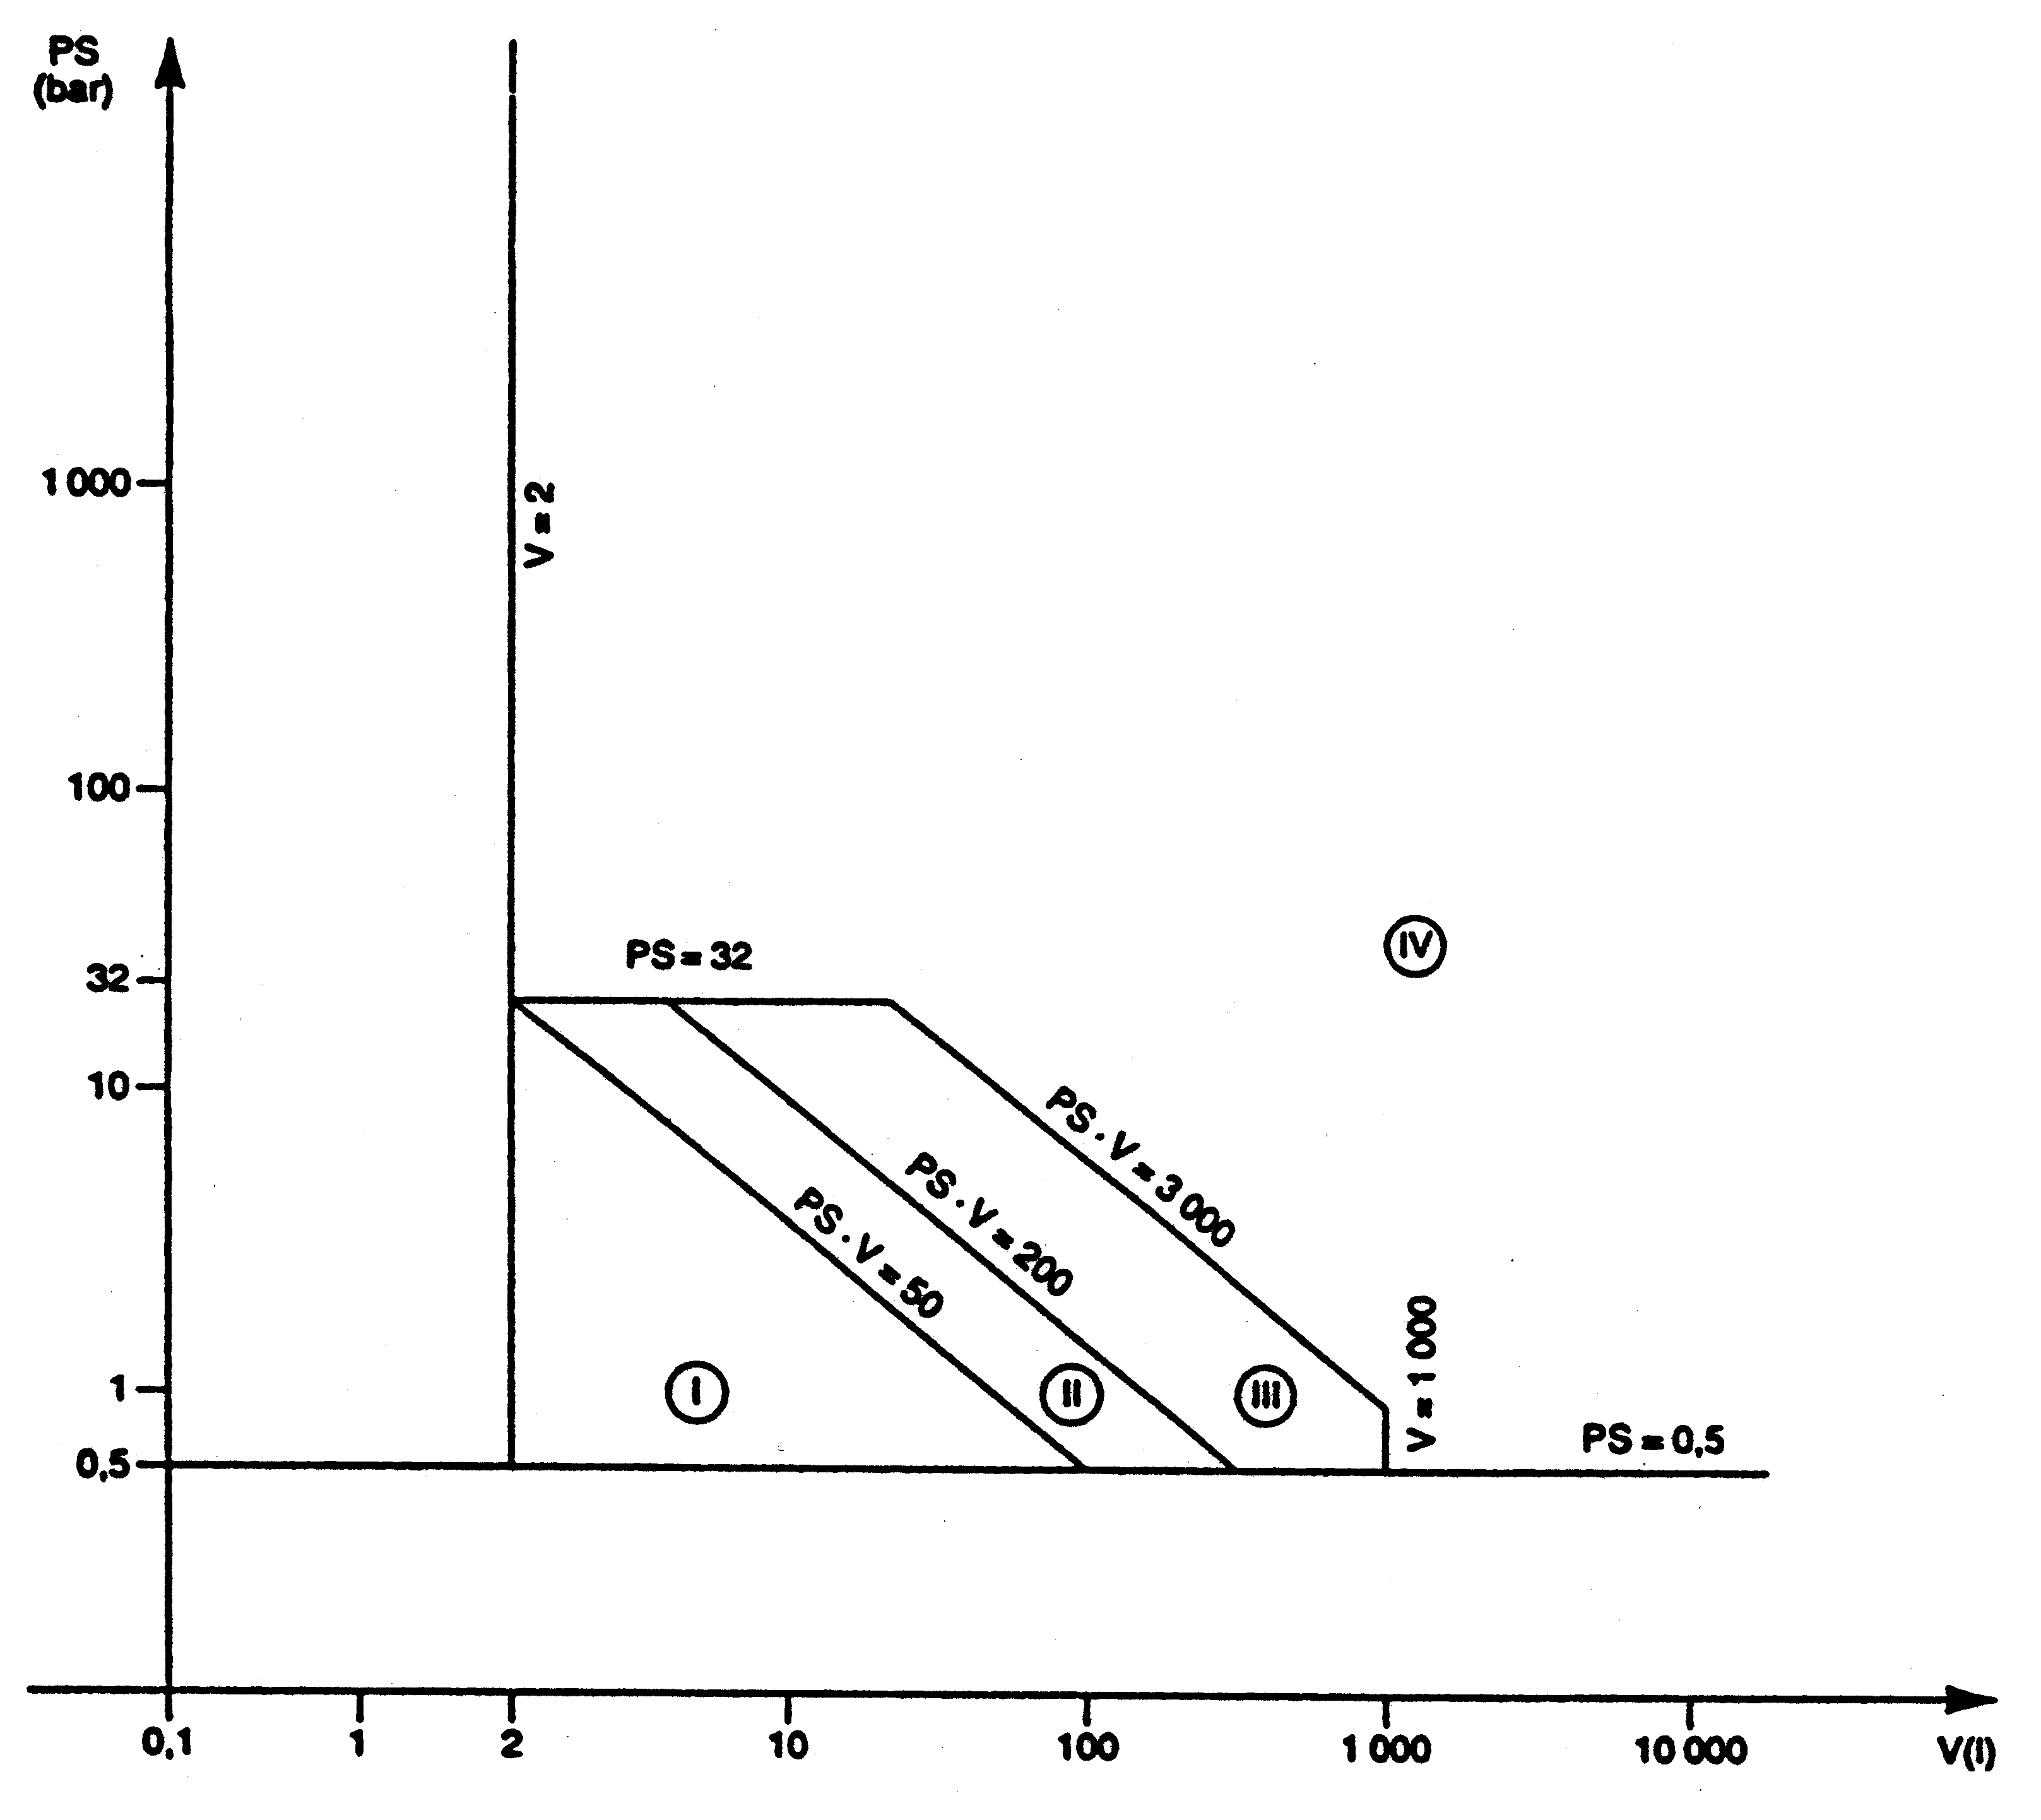 PS
(bar)
1 000
V = 2
100
PS = 32
IV
32
10
PS · V = 3 000
PS · V = 200
PS · V = 50
V = 1 000
1
I
II
III
PS = 0,5
0,5
0,1 1 2 10 100 1 000 10 000 V(l)